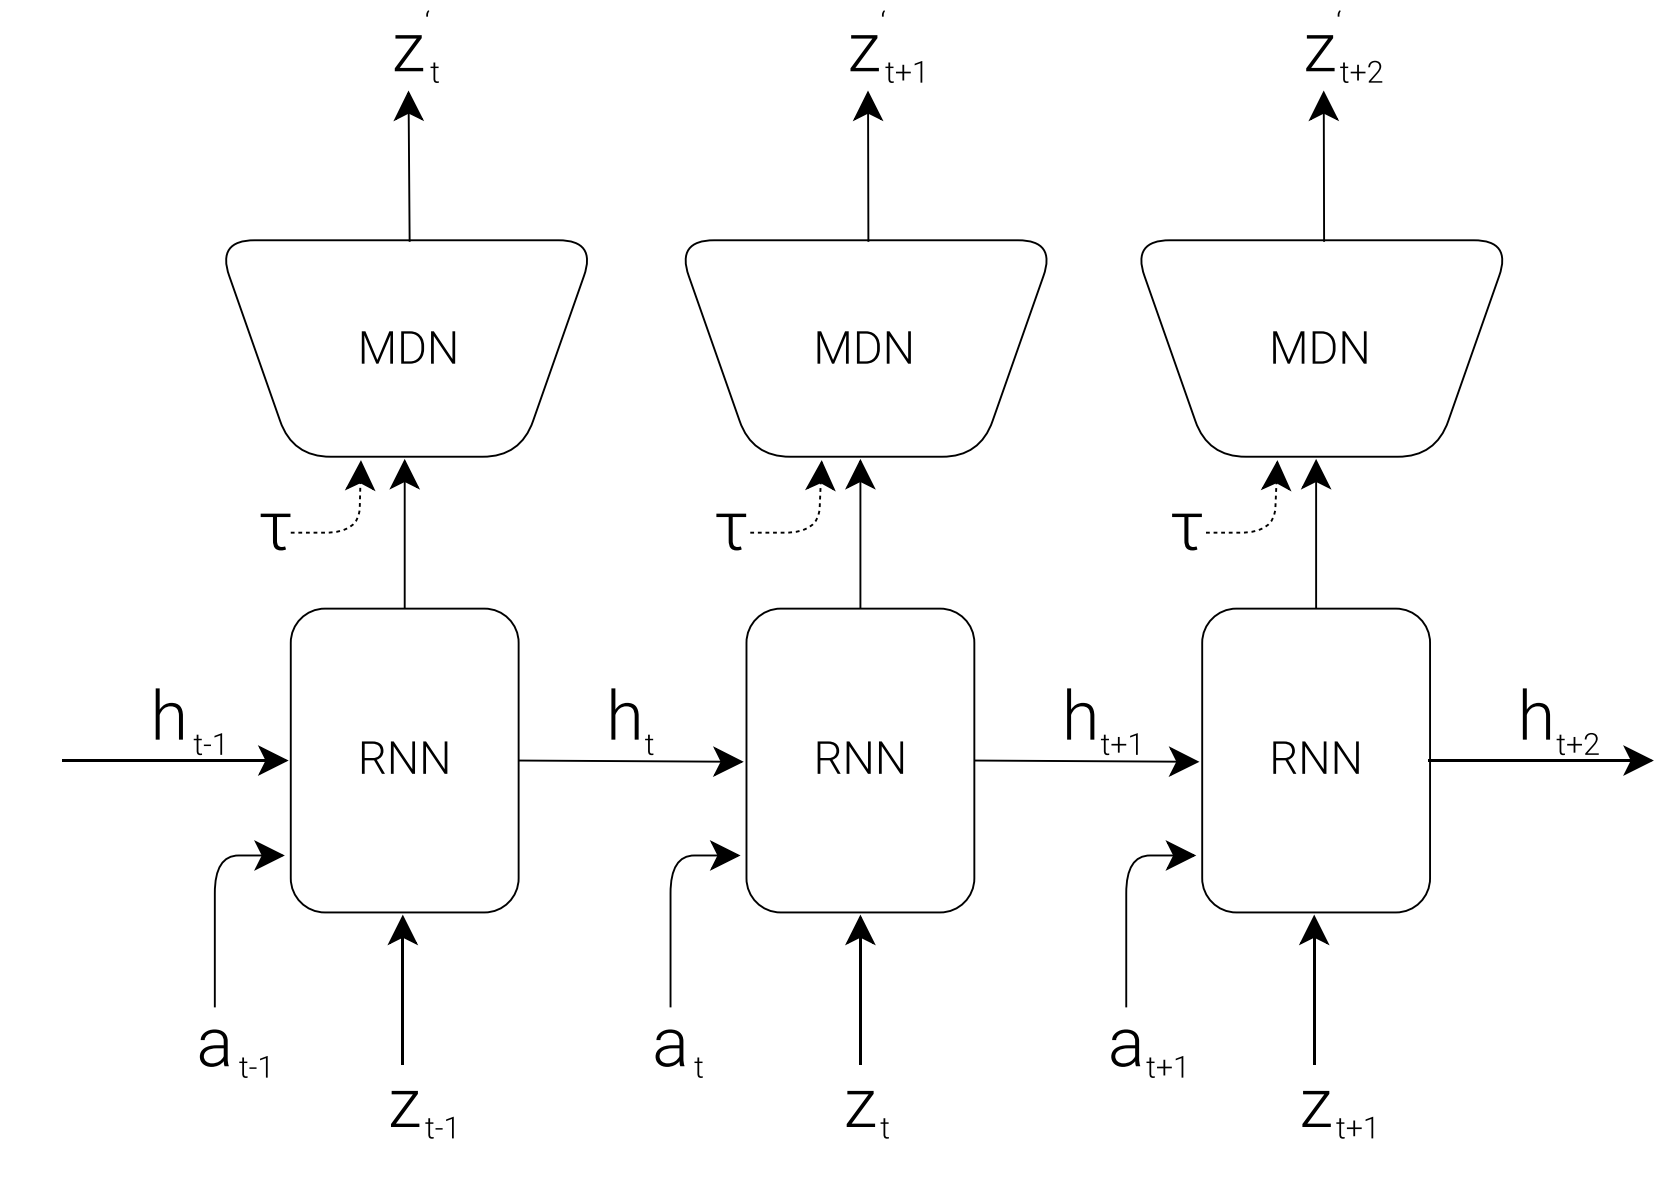 z't z't+1 z't+2
MDN MDN MDN
τ τ τ
ht-1 ht ht+1 ht+2
RNN RNN RNN
at-1 at at+1
zt-1 zt zt+1